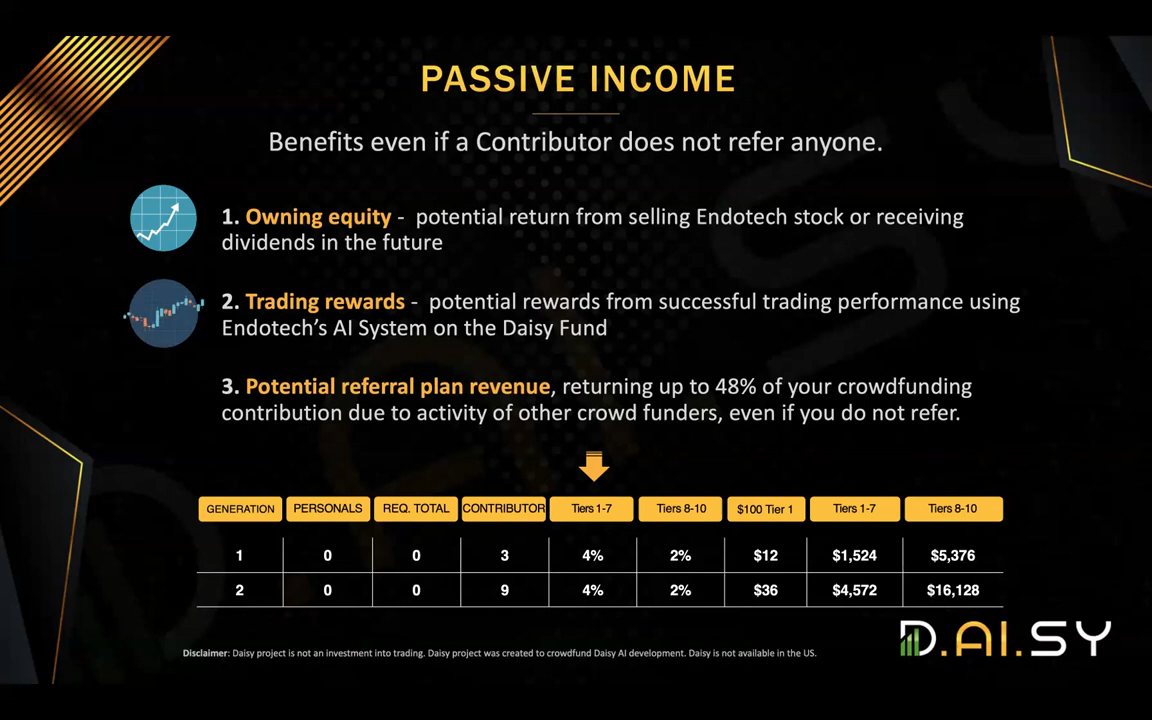 PASSIVE INCOME
Benefits even if a Contributor does not refer anyone.
1. Owning equity - potential return from selling Endotech stock or receiving
dividends in the future
2. Trading rewards - potential rewards from successful trading performance using
Endotech's AI System on the Daisy Fund
3. Potential referral plan revenue, returning up to 48% of your crowdfunding
contribution due to activity of other crowd funders, even if you do not refer.
GENERATION PERSONALS REQ. TOTAL CONTRIBUTOR Tiers 1-7 Tiers 8-10 $100 Tier 1 Tiers 1-7 Tiers 8-10
1 0 0 3 4% 2% $12 $1,524 $5,376
2 0 0 9 4% 2% $36 $4,572 $16,128
D.AI.SY
Disclaimer: Daisy project is not an investment into trading. Daisy project was created to crowdfund Daisy AI development. Daisy is not available in the US.